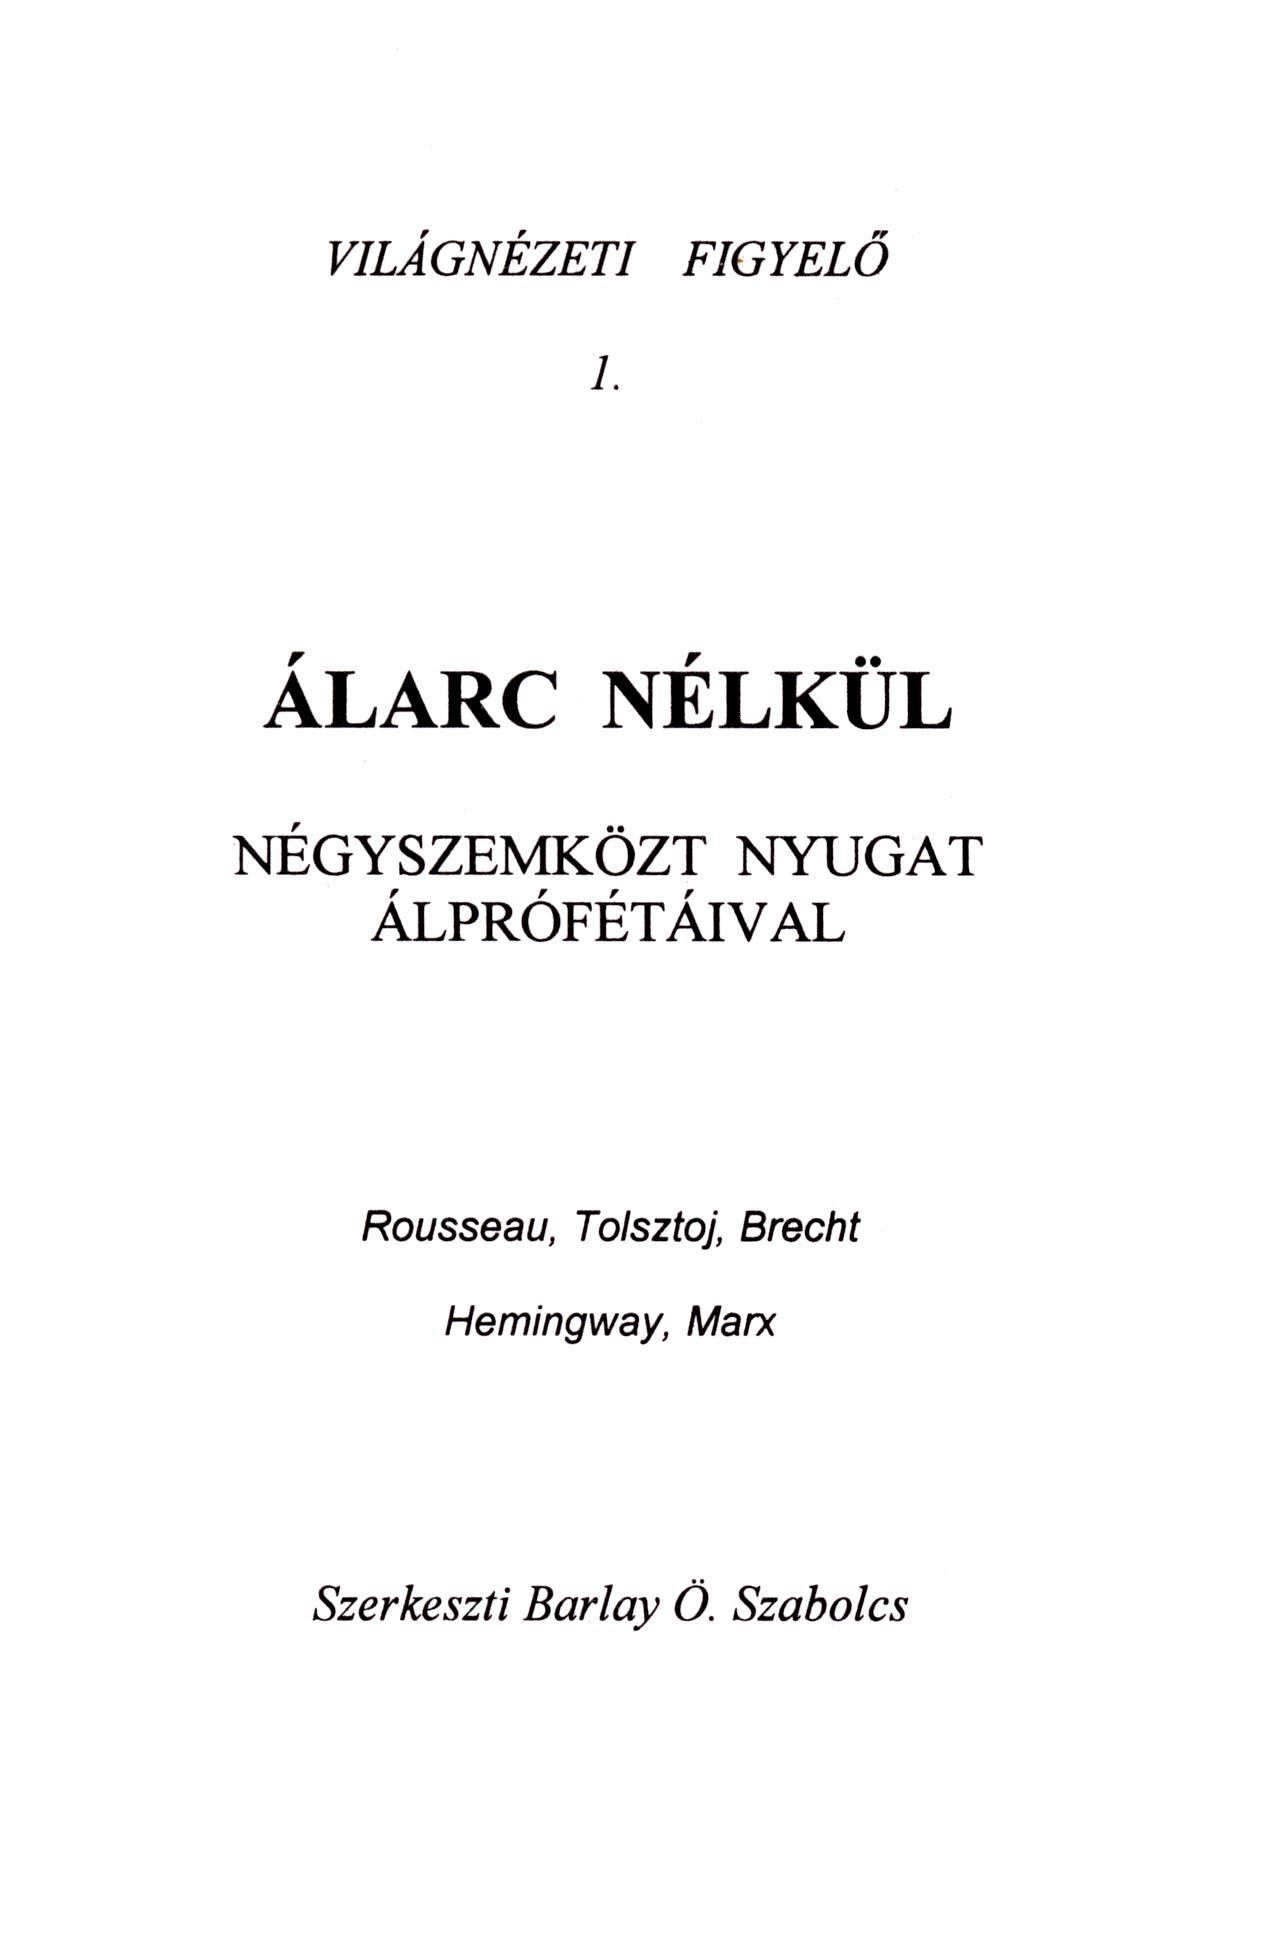 VILÁGNÉZETI FIGYELŐ
1.
ÁLARC NÉLKÜL
NÉGYSZEMKÖZT NYUGAT
ÁLPRÓFÉTÁIVAL
Rousseau, Tolsztoj, Brecht
Hemingway, Marx
Szerkeszti Barlay Ö. Szabolcs